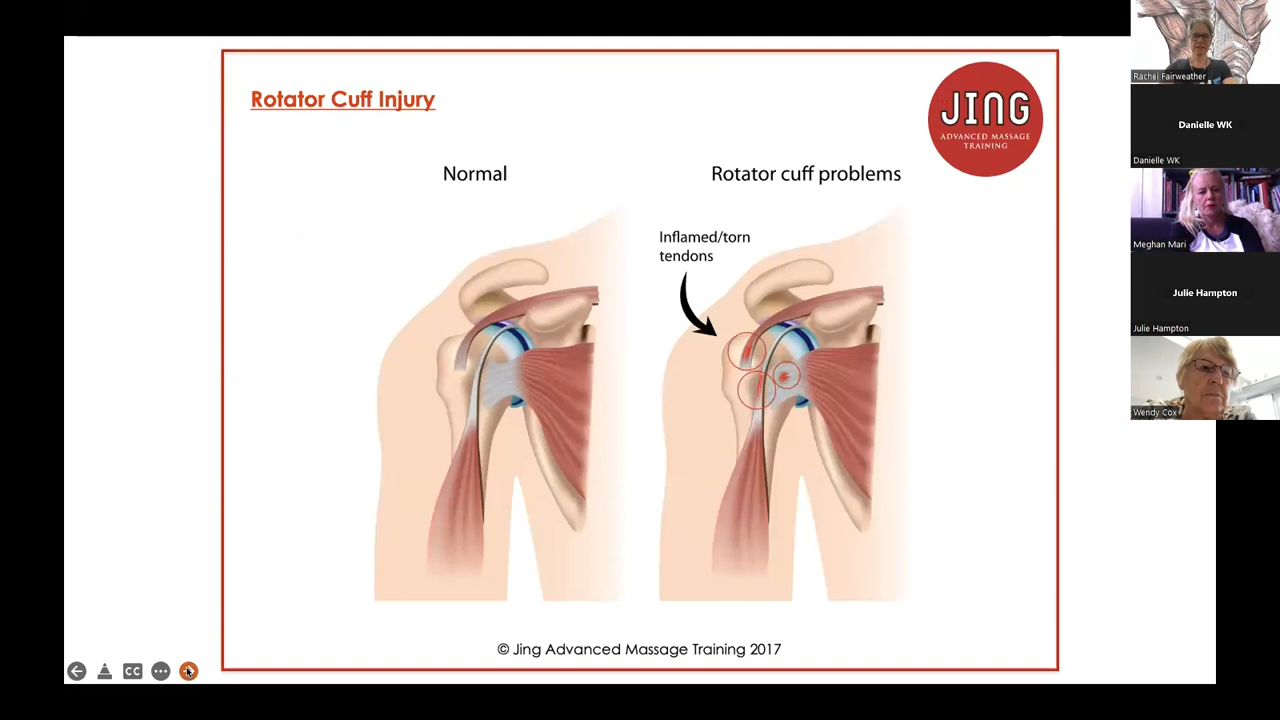 Rotator Cuff Injury
JING
ADVANCED MASSAGE
TRAINING
Normal
Rotator cuff problems
Inflamed/torn
tendons
© Jing Advanced Massage Training 2017
CC
Rachel Fairweather
Danielle WK
Danielle WK
Meghan Mari
Julie Hampton
Julie Hampton
Wendy Cox